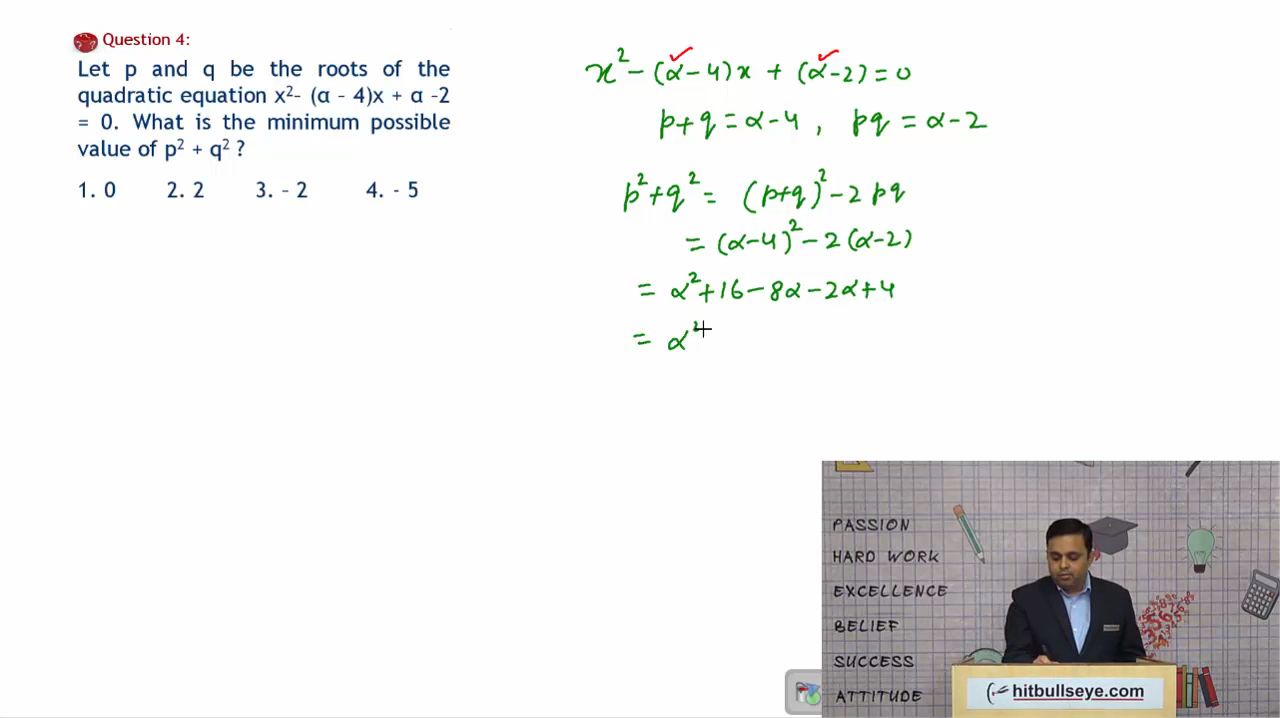 Question 4:
Let p and q be the roots of the
quadratic equation x²- (α - 4)x + α -2
= 0. What is the minimum possible
value of p² + q² ?
1. 0 2. 2 3. - 2 4. - 5
x² - (α - 4)x + (α - 2) = 0
p + q = α - 4 , pq = α - 2
p² + q² = (p+q)² - 2 pq
= (α-4)² - 2 (α-2)
= α² + 16 - 8α - 2α + 4
= α²
PASSION
HARD WORK
EXCELLENCE
BELIEF
SUCCESS
ATTITUDE
hitbullseye.com